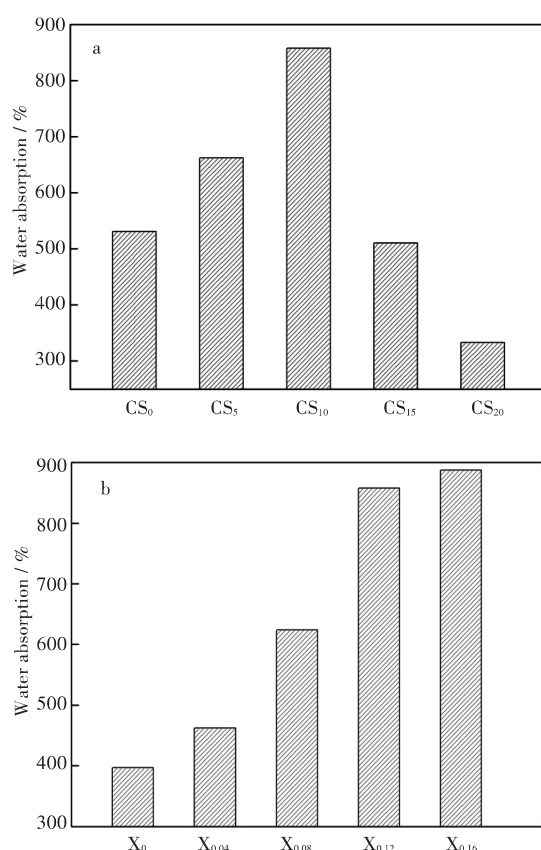 900
a
800
700
600
500
400
300
Water absorption / %
CS₀ CS₅ CS₁₀ CS₁₅ CS₂₀
900
b
800
700
600
500
400
300
Water absorption / %
X₀ X₀.₀₄ X₀.₀₈ X₀.₁₂ X₀.₁₆